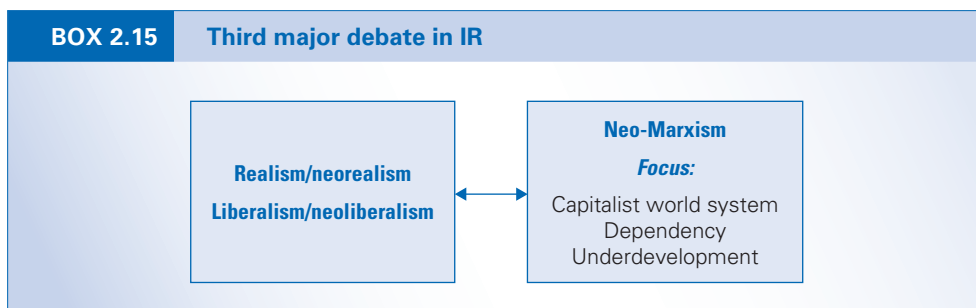 BOX 2.15 Third major debate in IR
Realism/neorealism
Liberalism/neoliberalism
Neo-Marxism
Focus:
Capitalist world system
Dependency
Underdevelopment